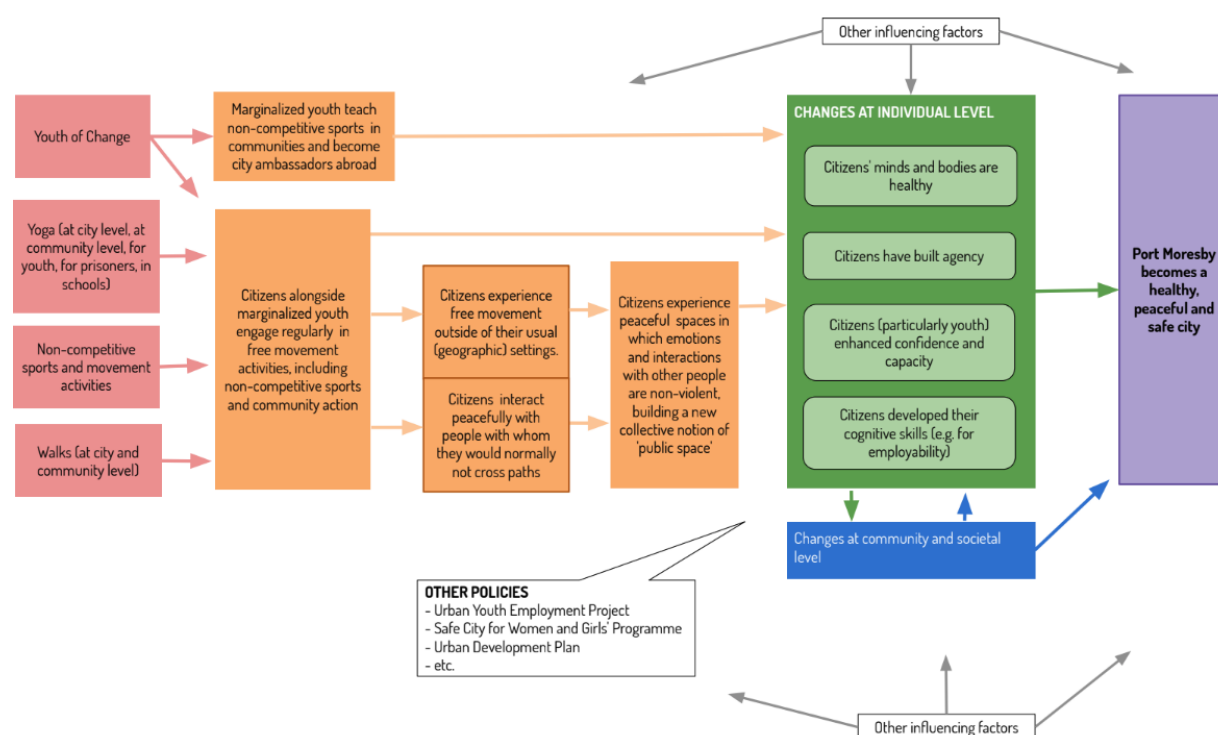 Other influencing factors
Youth of Change
Marginalized youth teach
non-competitive sports in
communities and become
city ambassadors abroad
CHANGES AT INDIVIDUAL LEVEL
Citizens' minds and bodies are
healthy
Citizens have built agency
Citizens (particularly youth)
enhanced confidence and
capacity
Citizens developed their
cognitive skills (e.g. for
employability)
Yoga (at city level, at
community level, for
youth, for prisoners, in
schools)
Non-competitive
sports and movement
activities
Walks (at city and
community level)
Citizens alongside
marginalized youth
engage regularly in
free movement
activities, including
non-competitive sports
and community action
Citizens experience
free movement
outside of their usual
(geographic) settings.
Citizens interact
peacefully with
people with whom
they would normally
not cross paths
Citizens experience
peaceful spaces in
which emotions and
interactions
with other people
are non-violent,
building a new
collective notion of
'public space'
Port Moresby
becomes a
healthy,
peaceful and
safe city
Changes at community and societal
level
OTHER POLICIES
- Urban Youth Employment Project
- Safe City for Women and Girls' Programme
- Urban Development Plan
- etc.
Other influencing factors